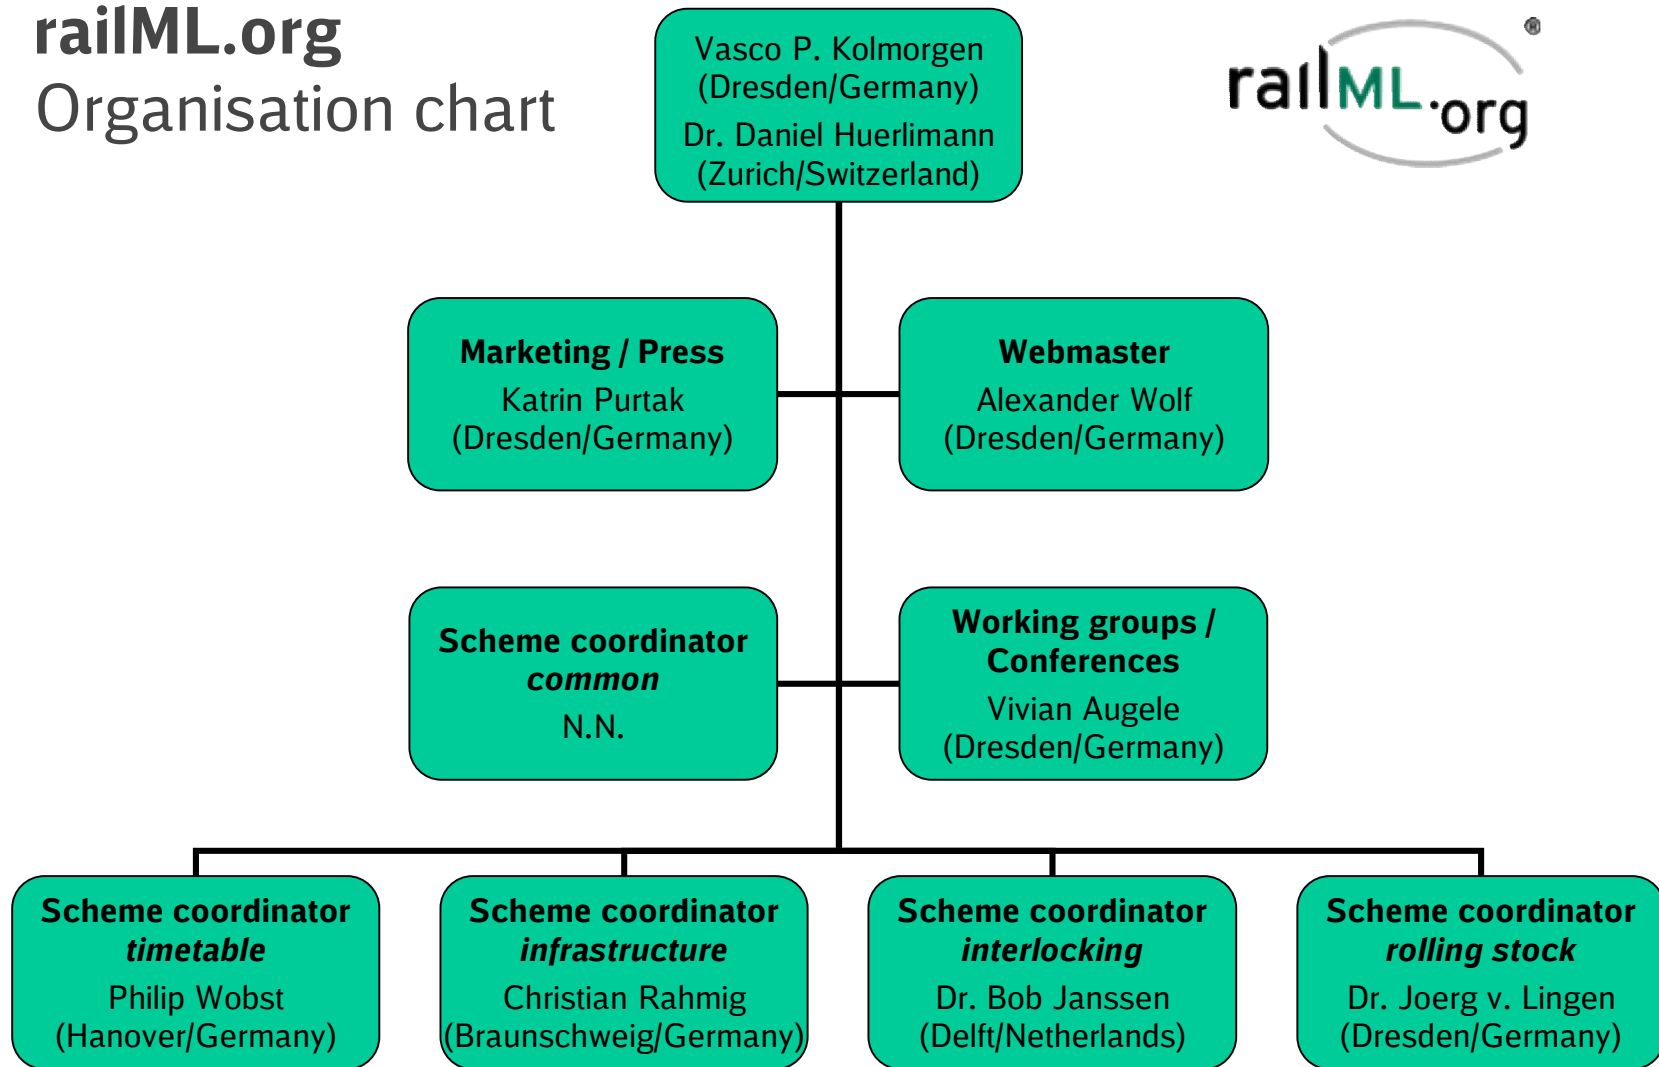 railML.org
Organisation chart
Vasco P. Kolmorgen
(Dresden/Germany)
Dr. Daniel Huerlimann
(Zurich/Switzerland)
railML.org®
Marketing / Press
Katrin Purtak
(Dresden/Germany)
Webmaster
Alexander Wolf
(Dresden/Germany)
Scheme coordinator
common
N.N.
Working groups /
Conferences
Vivian Augele
(Dresden/Germany)
Scheme coordinator
timetable
Philip Wobst
(Hanover/Germany)
Scheme coordinator
infrastructure
Christian Rahmig
(Braunschweig/Germany)
Scheme coordinator
interlocking
Dr. Bob Janssen
(Delft/Netherlands)
Scheme coordinator
rolling stock
Dr. Joerg v. Lingen
(Dresden/Germany)